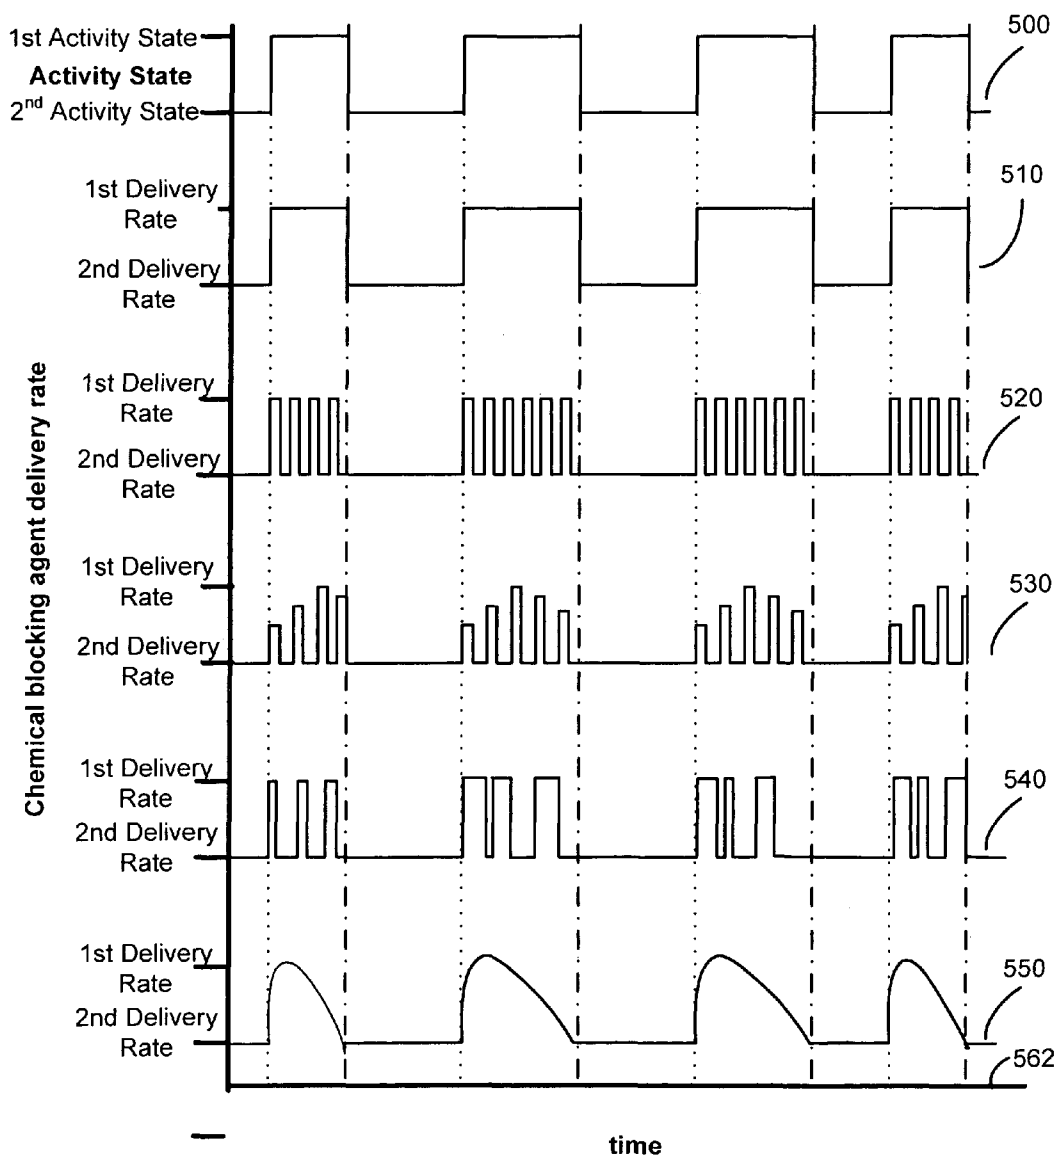 1st Activity State
Activity State
2nd Activity State
500
1st Delivery
Rate
2nd Delivery
Rate
510
1st Delivery
Rate
2nd Delivery
Rate
520
1st Delivery
Rate
2nd Delivery
Rate
530
1st Delivery
Rate
2nd Delivery
Rate
540
1st Delivery
Rate
2nd Delivery
Rate
550
562
Chemical blocking agent delivery rate
time